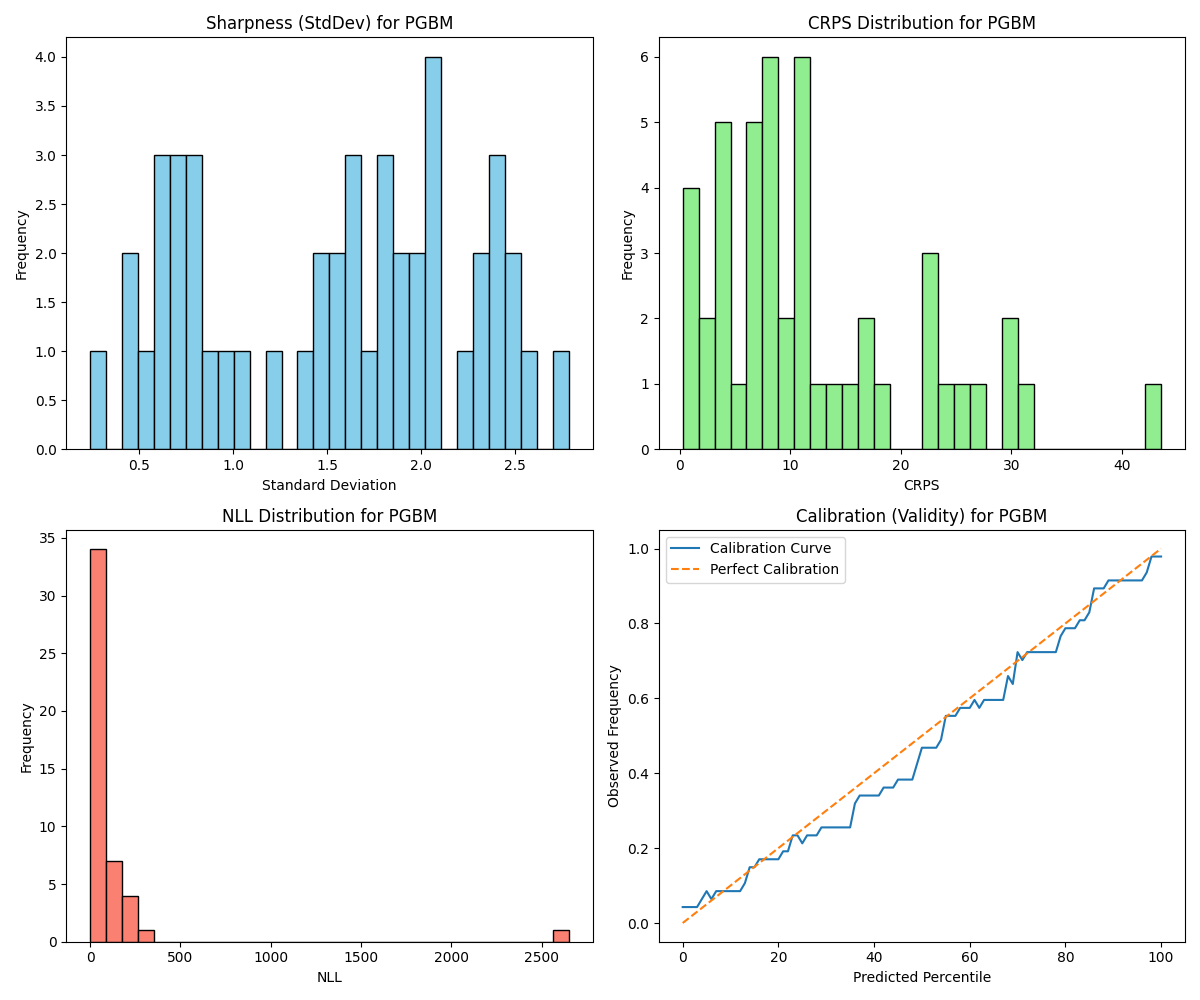 Sharpness (StdDev) for PGBM
4.0
3.5
3.0
2.5
2.0
1.5
1.0
0.5
0.0
Frequency
0.5 1.0 1.5 2.0 2.5
Standard Deviation
CRPS Distribution for PGBM
6
5
4
3
2
1
0
Frequency
0 10 20 30 40
CRPS
NLL Distribution for PGBM
35
30
25
20
15
10
5
0
Frequency
0 500 1000 1500 2000 2500
NLL
Calibration (Validity) for PGBM
Calibration Curve
Perfect Calibration
1.0
0.8
0.6
0.4
0.2
0.0
Observed Frequency
0 20 40 60 80 100
Predicted Percentile